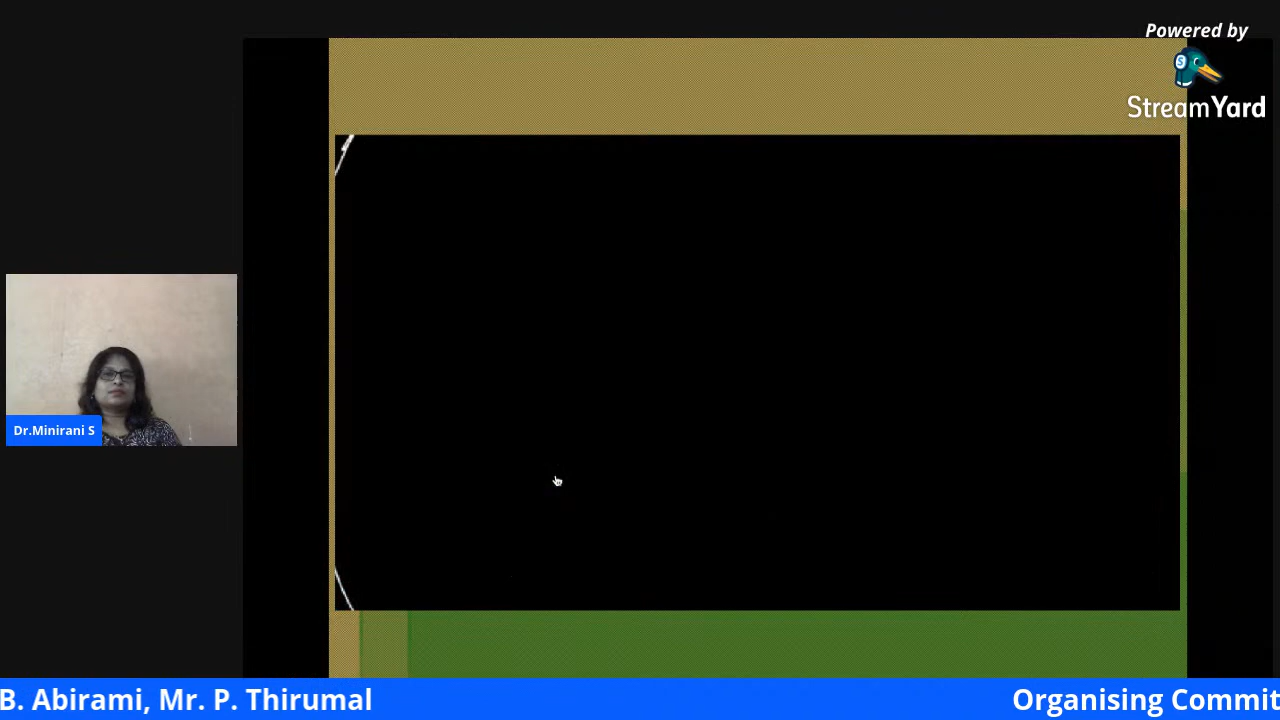 Powered by
StreamYard
Dr.Minirani S
B. Abirami, Mr. P. Thirumal
Organising Commit